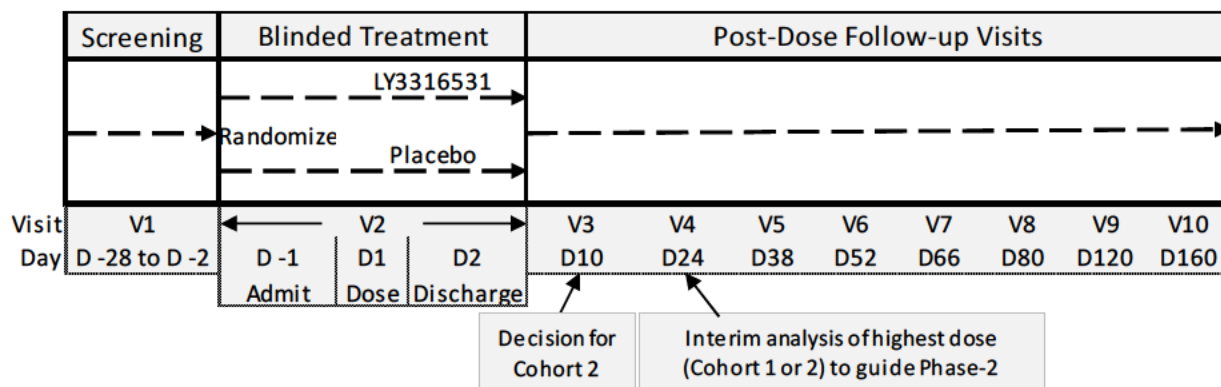 Screening Blinded Treatment Post-Dose Follow-up Visits
LY3316531
Randomize
Placebo
Visit V1 V2 V3 V4 V5 V6 V7 V8 V9 V10
Day D -28 to D -2 D -1 D1 D2 D10 D24 D38 D52 D66 D80 D120 D160
Admit Dose Discharge
Decision for
Cohort 2
Interim analysis of highest dose
(Cohort 1 or 2) to guide Phase-2